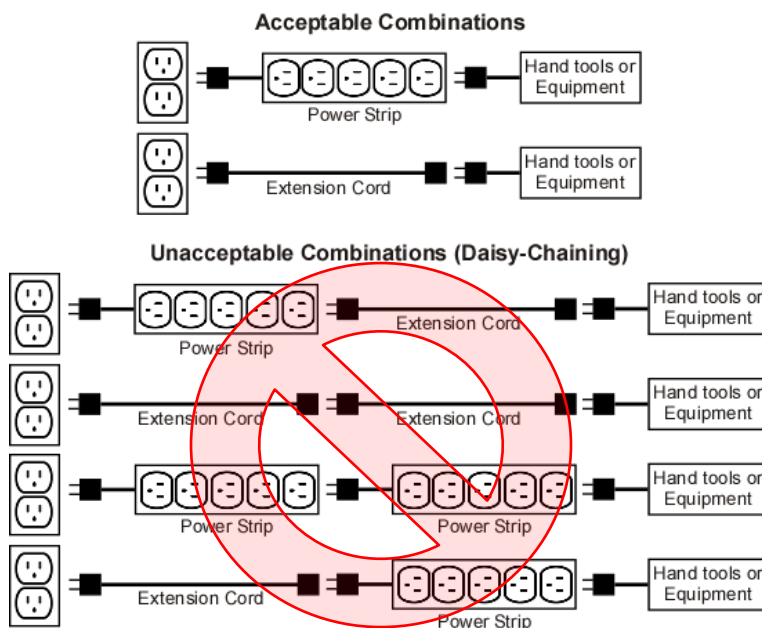 Acceptable Combinations
Hand tools or
Equipment
Power Strip
Hand tools or
Equipment
Extension Cord
Unacceptable Combinations (Daisy-Chaining)
Hand tools or
Equipment
Extension Cord
Power Strip
Hand tools or
Equipment
Extension Cord
Extension Cord
Hand tools or
Equipment
Power Strip
Power Strip
Hand tools or
Equipment
Extension Cord
Power Strip